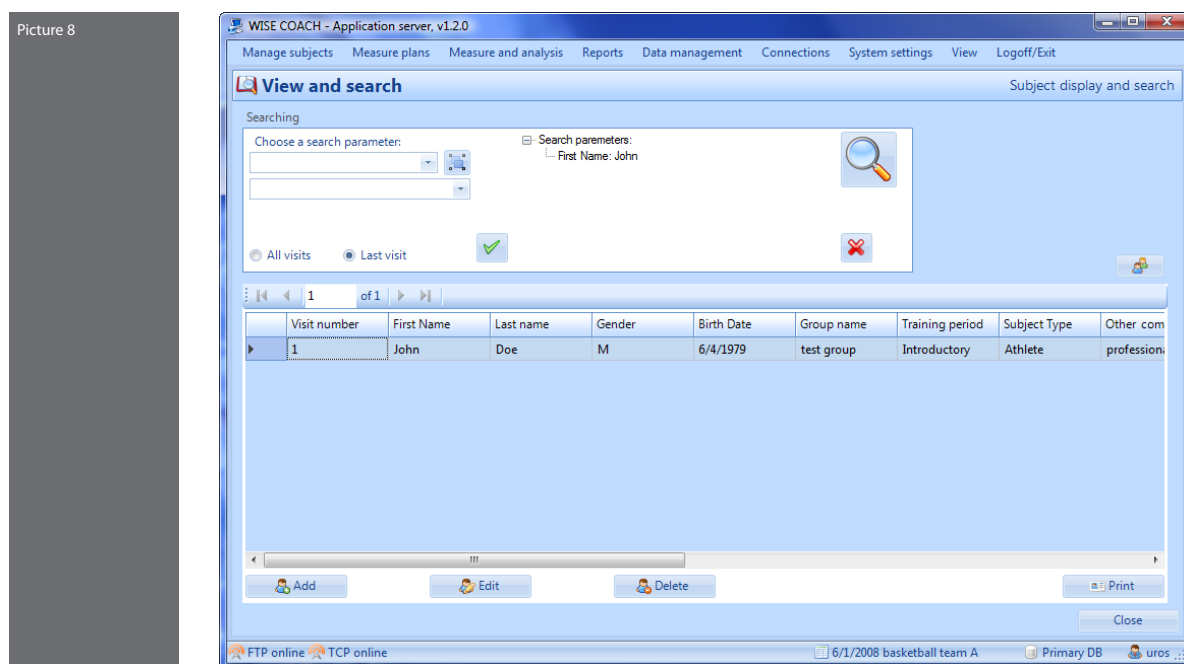 Picture 8
WISE COACH - Application server, v1.2.0
Manage subjects Measure plans Measure and analysis Reports Data management Connections System settings View Logoff/Exit
View and search Subject display and search
Searching
Choose a search parameter:
Search paremeters:
First Name: John
All visits Last visit
1 of 1
Visit number First Name Last name Gender Birth Date Group name Training period Subject Type Other com
1 John Doe M 6/4/1979 test group Introductory Athlete profession
Add Edit Delete Print
Close
FTP online TCP online 6/1/2008 basketball team A Primary DB uros